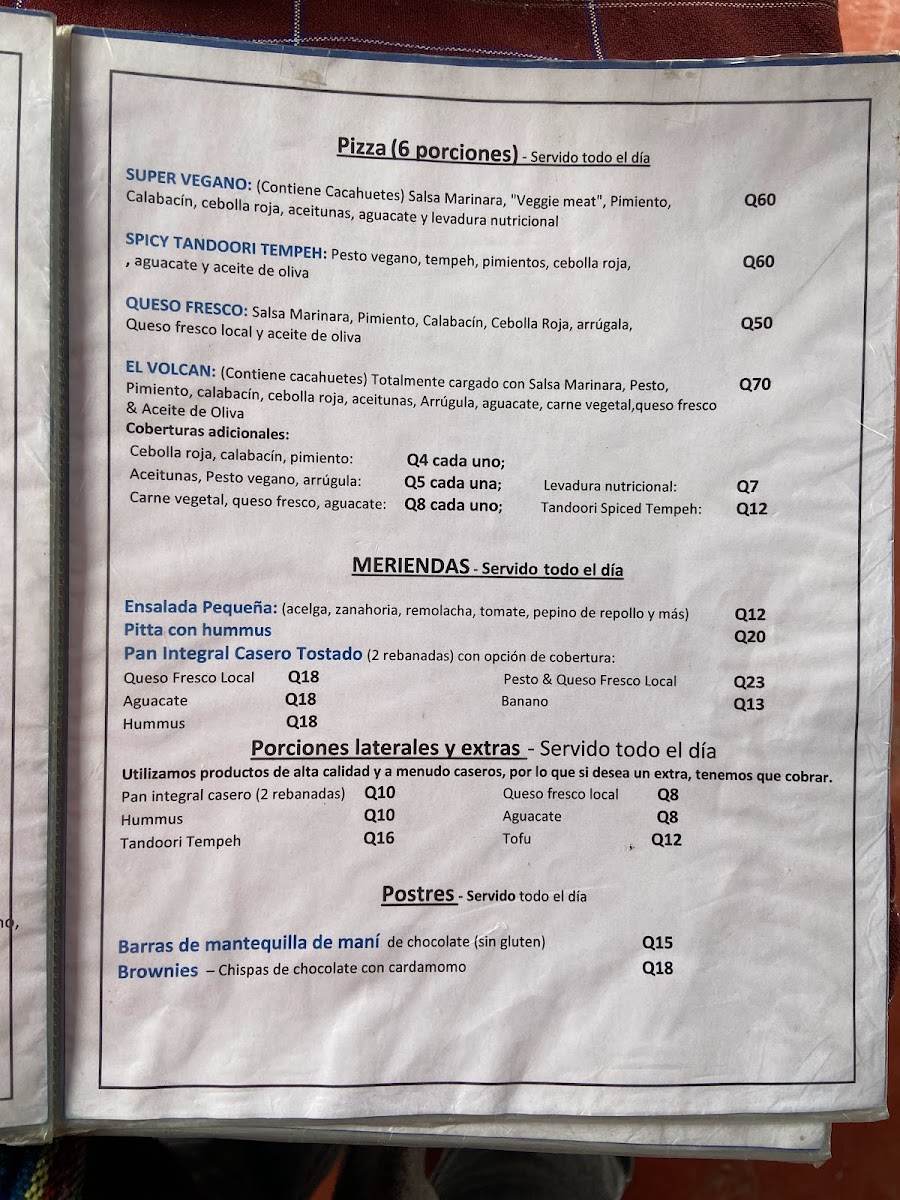 Pizza (6 porciones) - Servido todo el día
SUPER VEGANO: (Contiene Cacahuetes) Salsa Marinara, "Veggie meat", Pimiento, Q60
Calabacín, cebolla roja, aceitunas, aguacate y levadura nutricional
SPICY TANDOORI TEMPEH: Pesto vegano, tempeh, pimientos, cebolla roja, Q60
, aguacate y aceite de oliva
QUESO FRESCO: Salsa Marinara, Pimiento, Calabacín, Cebolla Roja, arrúgala, Q50
Queso fresco local y aceite de oliva
EL VOLCAN: (Contiene cacahuetes) Totalmente cargado con Salsa Marinara, Pesto, Q70
Pimiento, calabacín, cebolla roja, aceitunas, Arrúgula, aguacate, carne vegetal,queso fresco
& Aceite de Oliva
Coberturas adicionales:
Cebolla roja, calabacín, pimiento: Q4 cada uno;
Aceitunas, Pesto vegano, arrúgula: Q5 cada una; Levadura nutricional: Q7
Carne vegetal, queso fresco, aguacate: Q8 cada uno; Tandoori Spiced Tempeh: Q12
MERIENDAS - Servido todo el día
Ensalada Pequeña: (acelga, zanahoria, remolacha, tomate, pepino de repollo y más) Q12
Pitta con hummus Q20
Pan Integral Casero Tostado (2 rebanadas) con opción de cobertura:
Queso Fresco Local Q18 Pesto & Queso Fresco Local Q23
Aguacate Q18 Banano Q13
Hummus Q18
Porciones laterales y extras - Servido todo el día
Utilizamos productos de alta calidad y a menudo caseros, por lo que si desea un extra, tenemos que cobrar.
Pan integral casero (2 rebanadas) Q10 Queso fresco local Q8
Hummus Q10 Aguacate Q8
Tandoori Tempeh Q16 Tofu Q12
Postres - Servido todo el día
Barras de mantequilla de maní de chocolate (sin gluten) Q15
Brownies – Chispas de chocolate con cardamomo Q18